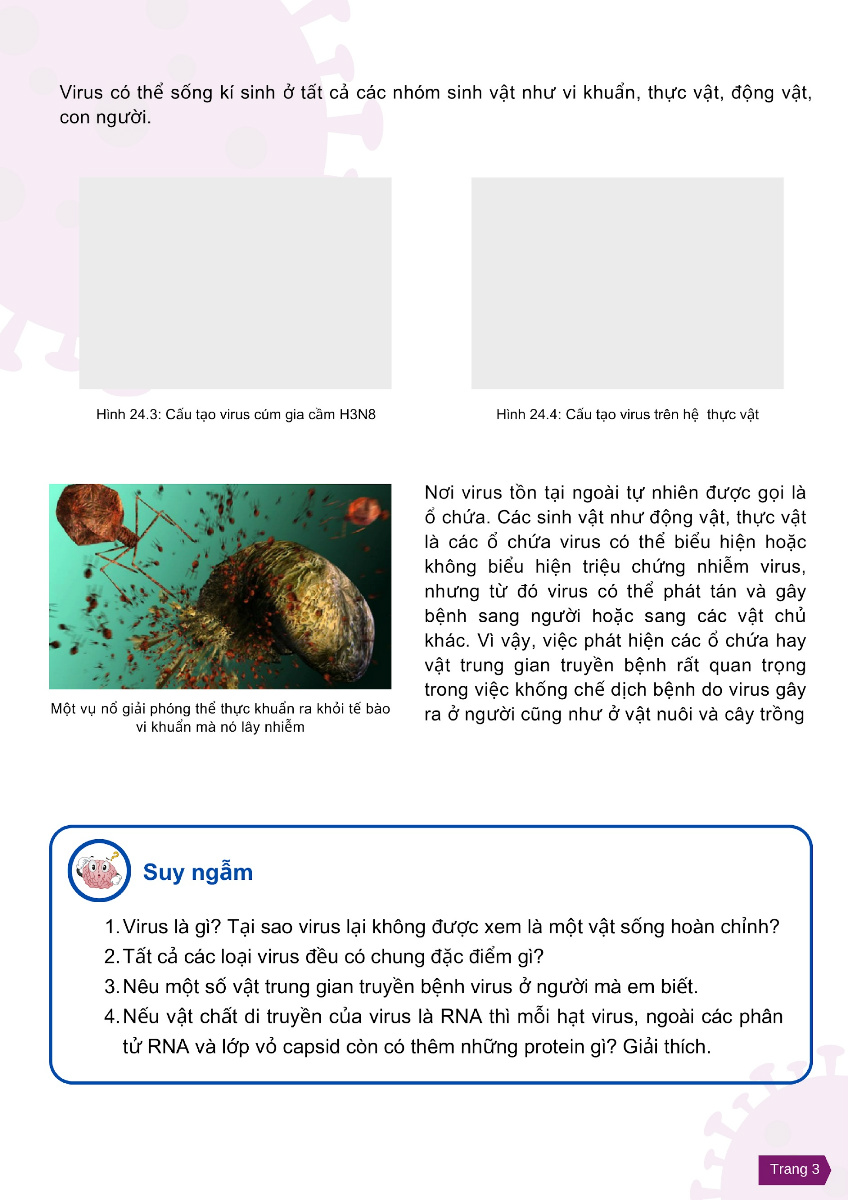 Virus có thể sống kí sinh ở tất cả các nhóm sinh vật như vi khuẩn, thực vật, động vật,
con người.
Hình 24.3: Cấu tạo virus cúm gia cầm H3N8
Hình 24.4: Cấu tạo virus trên hệ thực vật
Một vụ nổ giải phóng thể thực khuẩn ra khỏi tế bào
vi khuẩn mà nó lây nhiễm
Nơi virus tồn tại ngoài tự nhiên được gọi là
ổ chứa. Các sinh vật như động vật, thực vật
là các ổ chứa virus có thể biểu hiện hoặc
không biểu hiện triệu chứng nhiễm virus,
nhưng từ đó virus có thể phát tán và gây
bệnh sang người hoặc sang các vật chủ
khác. Vì vậy, việc phát hiện các ổ chứa hay
vật trung gian truyền bệnh rất quan trọng
trong việc khống chế dịch bệnh do virus gây
ra ở người cũng như ở vật nuôi và cây trồng
Suy ngẫm
1. Virus là gì? Tại sao virus lại không được xem là một vật sống hoàn chỉnh?
2. Tất cả các loại virus đều có chung đặc điểm gì?
3. Nêu một số vật trung gian truyền bệnh virus ở người mà em biết.
4. Nếu vật chất di truyền của virus là RNA thì mỗi hạt virus, ngoài các phân
tử RNA và lớp vỏ capsid còn có thêm những protein gì? Giải thích.
Trang 3